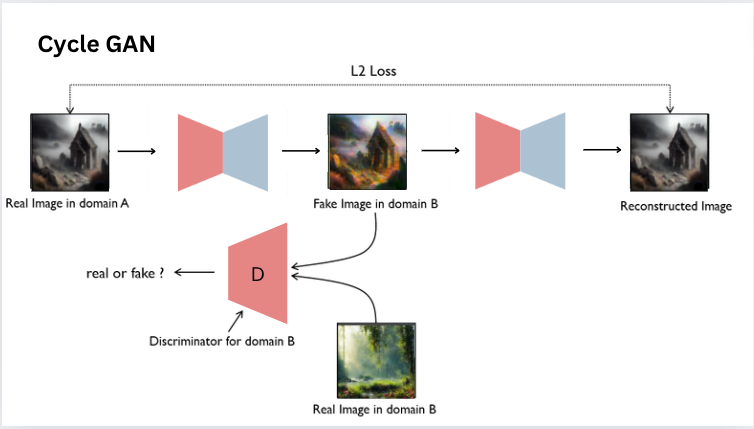 Cycle GAN
L2 Loss
Real Image in domain A
Fake Image in domain B
Reconstructed Image
real or fake ?
D
Discriminator for domain B
Real Image in domain B